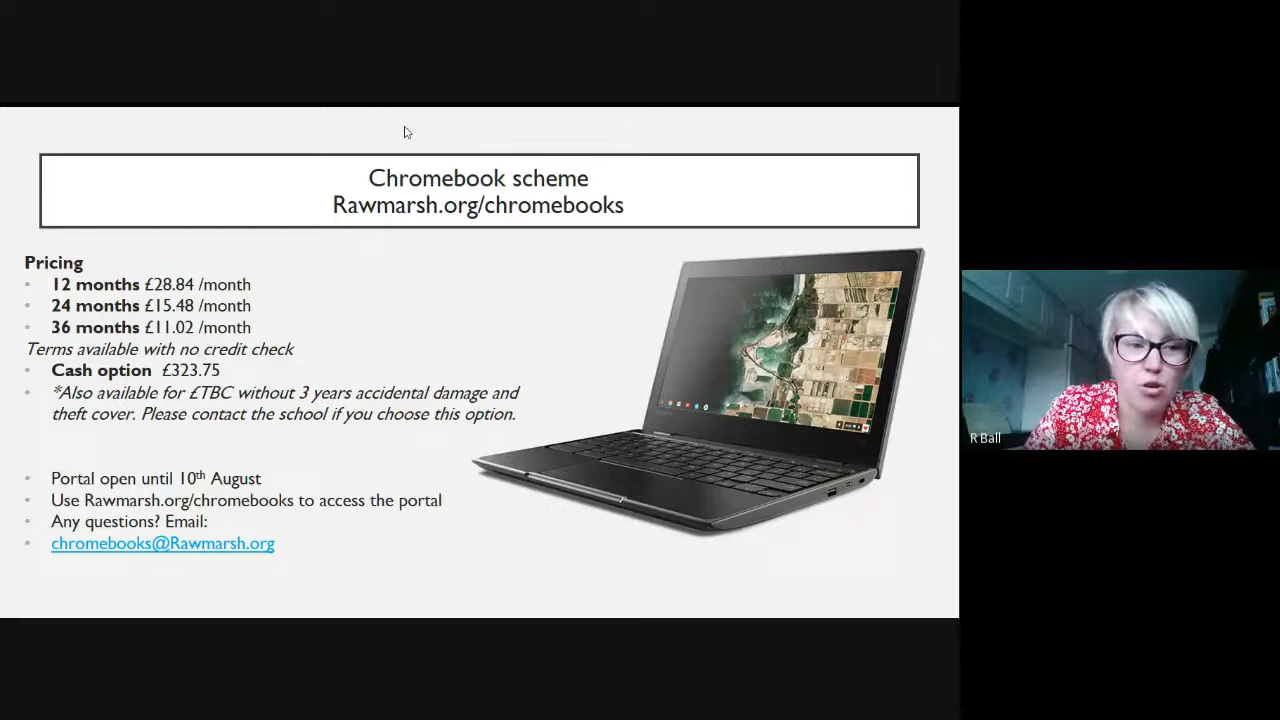 Chromebook scheme
Rawmarsh.org/chromebooks
Pricing
12 months £28.84 /month
24 months £15.48 /month
36 months £11.02 /month
Terms available with no credit check
Cash option £323.75
*Also available for £TBC without 3 years accidental damage and
theft cover. Please contact the school if you choose this option.
Portal open until 10th August
Use Rawmarsh.org/chromebooks to access the portal
Any questions? Email:
chromebooks@Rawmarsh.org
R Ball